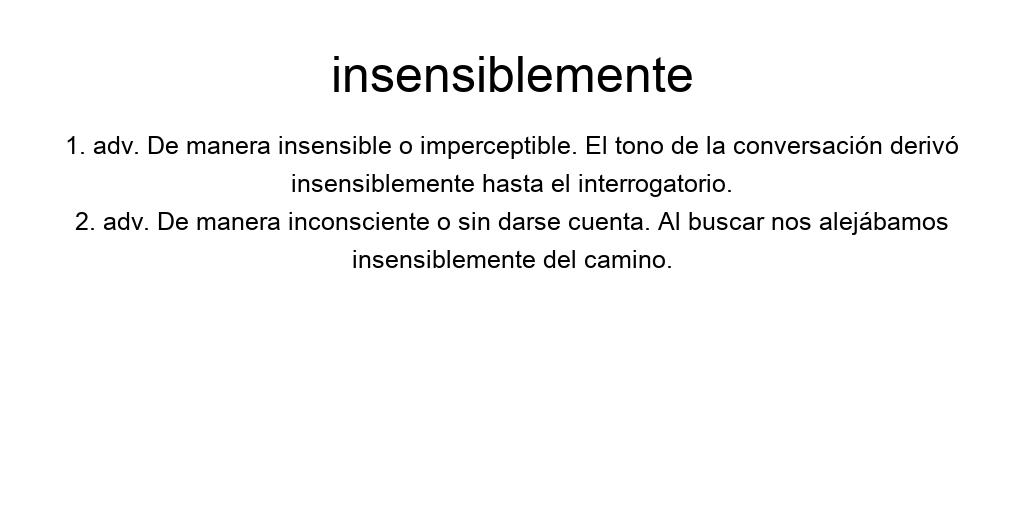 insensiblemente
1. adv. De manera insensible o imperceptible. El tono de la conversación derivó
insensiblemente hasta el interrogatorio.
2. adv. De manera inconsciente o sin darse cuenta. Al buscar nos alejábamos
insensiblemente del camino.